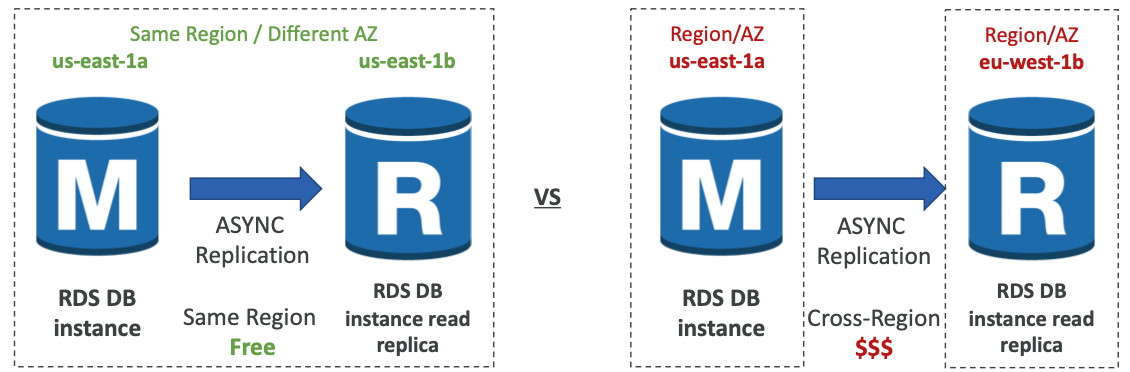 Same Region / Different AZ
us-east-1a
us-east-1b
M
R
ASYNC
Replication
RDS DB
instance
Same Region
Free
RDS DB
instance read
replica
VS
Region/AZ
us-east-1a
Region/AZ
eu-west-1b
M
R
ASYNC
Replication
RDS DB
instance
Cross-Region
$$$
RDS DB
instance read
replica